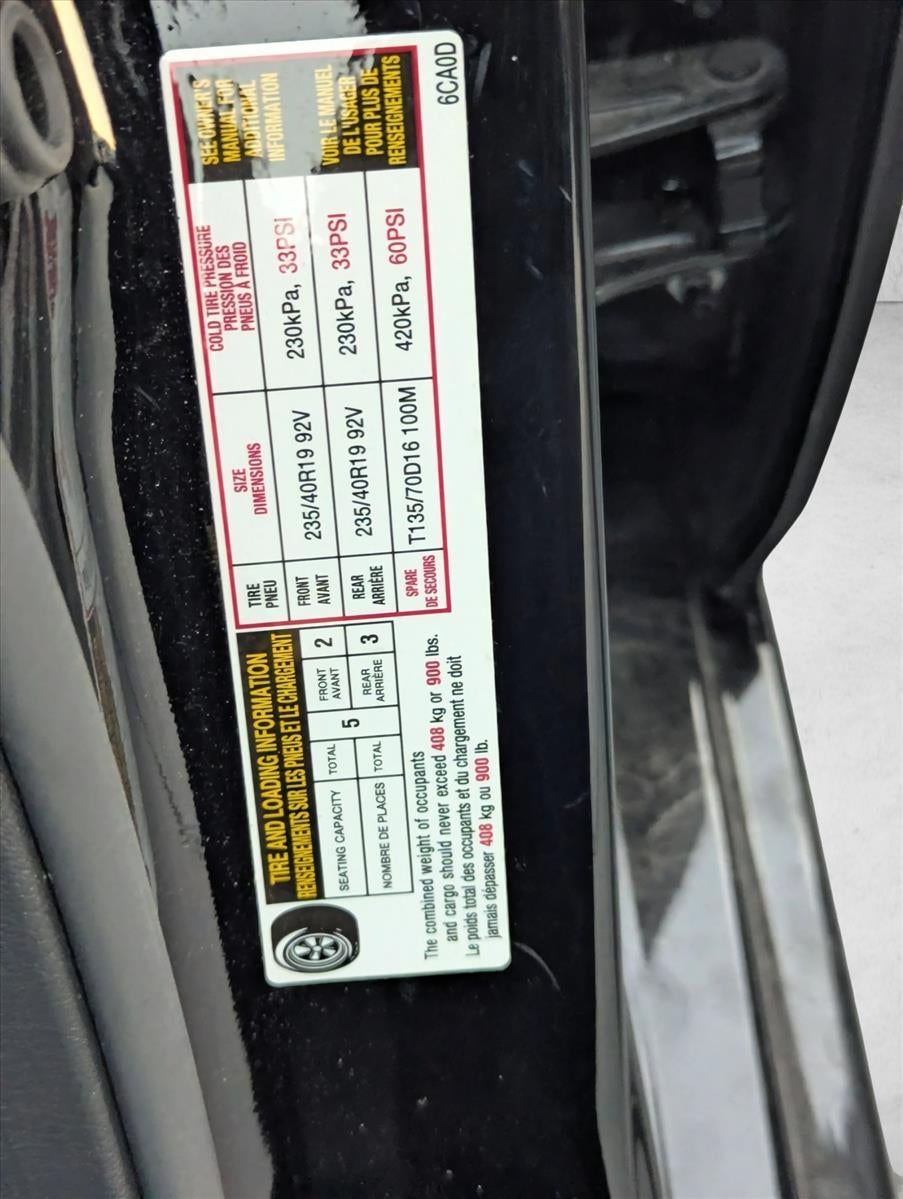 TIRE AND LOADING INFORMATION
RENSEIGNEMENTS SUR LES PNEUS ET LE CHARGEMENT
SEATING CAPACITY TOTAL 5 FRONT AVANT 2
NOMBRE DE PLACES TOTAL REAR ARRIÈRE 3
The combined weight of occupants
and cargo should never exceed 408 kg or 900 lbs.
Le poids total des occupants et du chargement ne doit
jamais dépasser 408 kg ou 900 lb.
TIRE
PNEU
SIZE
DIMENSIONS
COLD TIRE PRESSURE
PRESSION DES
PNEUS À FROID
FRONT
AVANT
235/40R19 92V
230kPa, 33PSI
REAR
ARRIÈRE
235/40R19 92V
230kPa, 33PSI
SPARE
DE SECOURS
T135/70D16 100M
420kPa, 60PSI
SEE OWNER'S
MANUAL FOR
ADDITIONAL
INFORMATION
VOIR LE MANUEL
DE L'USAGER
POUR PLUS DE
RENSEIGNEMENTS
6CA0D